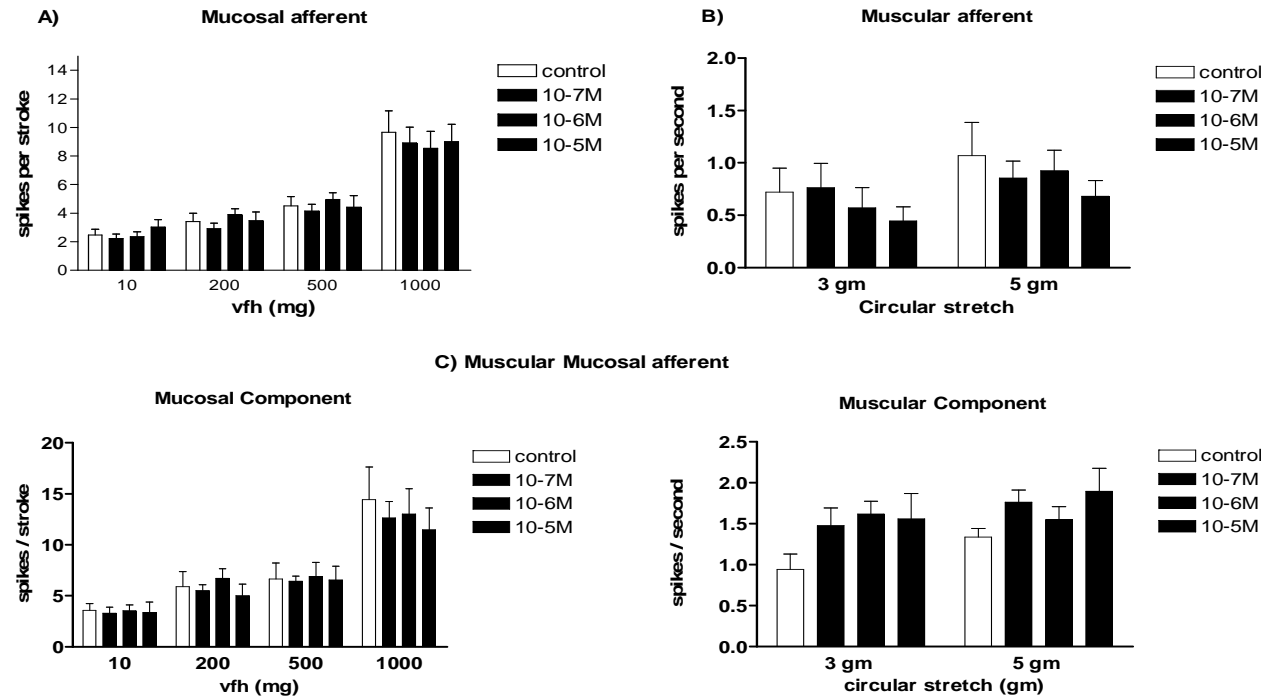 A)
Mucosal afferent
spikes per stroke
14
12
10
8
6
4
2
0
10 200 500 1000
vfh (mg)
control
10-7M
10-6M
10-5M
B)
Muscular afferent
spikes per second
2.0
1.5
1.0
0.5
0.0
3 gm 5 gm
Circular stretch
control
10-7M
10-6M
10-5M
C) Muscular Mucosal afferent
Mucosal Component
spikes / stroke
20
15
10
5
0
10 200 500 1000
vfh (mg)
control
10-7M
10-6M
10-5M
Muscular Component
spikes / second
2.5
2.0
1.5
1.0
0.5
0.0
3 gm 5 gm
circular stretch (gm)
control
10-7M
10-6M
10-5M